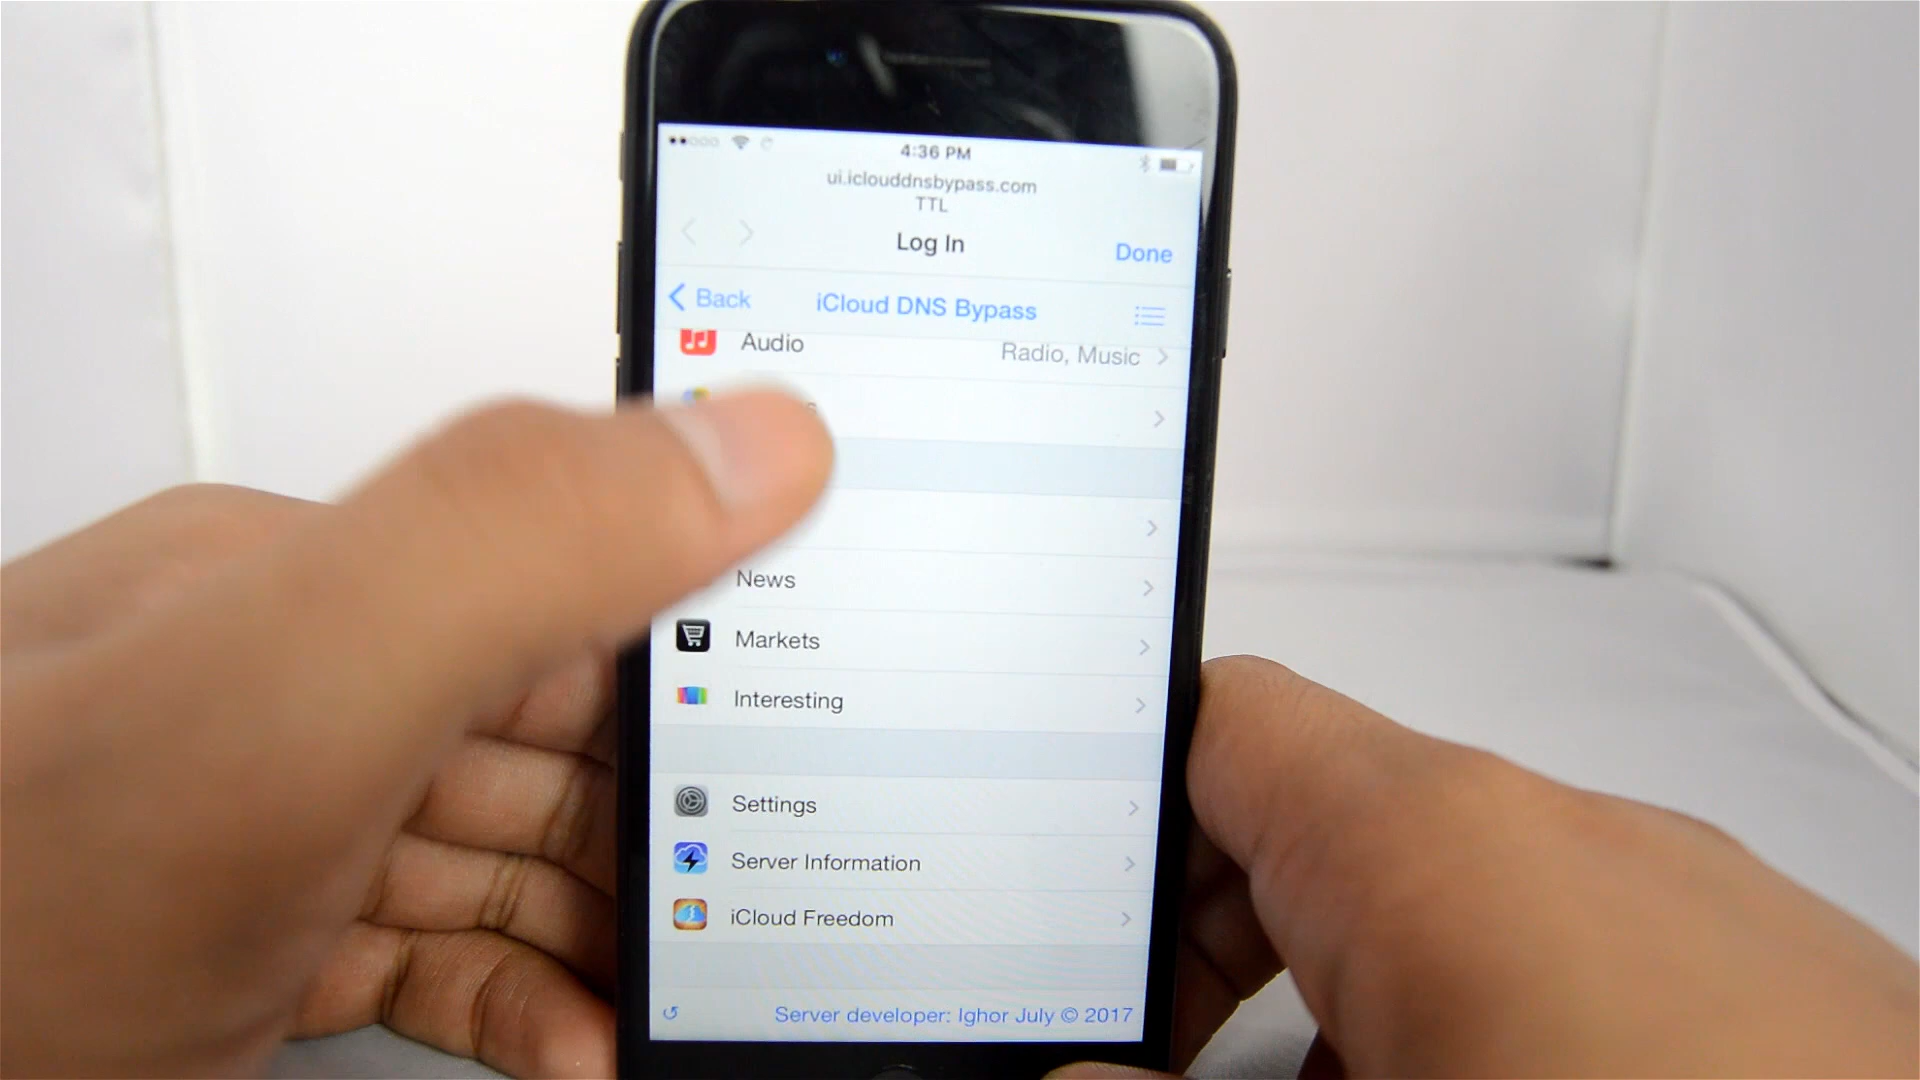 4:36 PM
ui.iclouddnsbypass.com
TTL
Log In
Done
Back
iCloud DNS Bypass
Audio
Radio, Music
News
Markets
Interesting
Settings
Server Information
iCloud Freedom
Server developer: Ighor July © 2017